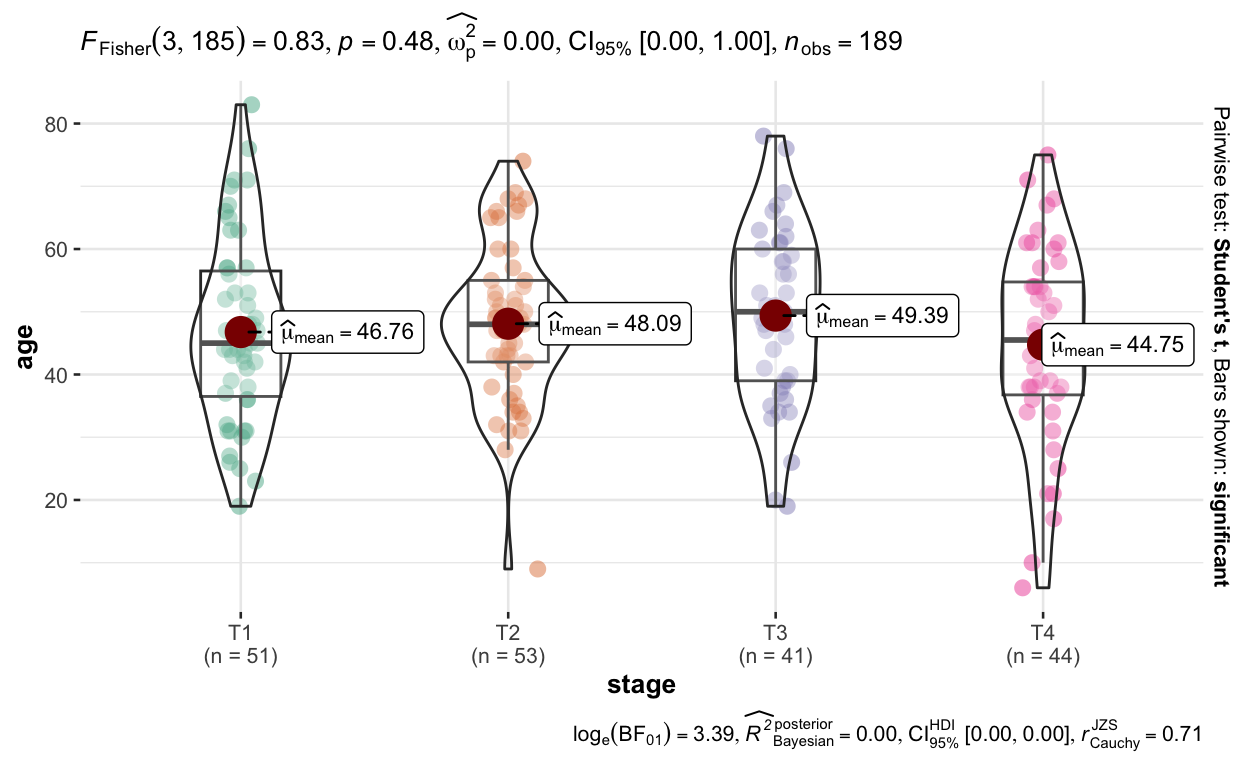 F_Fisher(3, 185) = 0.83, p = 0.48, ω̂²_p = 0.00, CI_95% [0.00, 1.00], n_obs = 189
80
60
40
20
age
μ̂_mean = 46.76
μ̂_mean = 48.09
μ̂_mean = 49.39
μ̂_mean = 44.75
Pairwise test: Student's t, Bars shown: significant
T1
(n = 51)
T2
(n = 53)
T3
(n = 41)
T4
(n = 44)
stage
log_e(BF_01) = 3.39, R̂²^posterior_Bayesian = 0.00, CI^HDI_95% [0.00, 0.00], r^JZS_Cauchy = 0.71